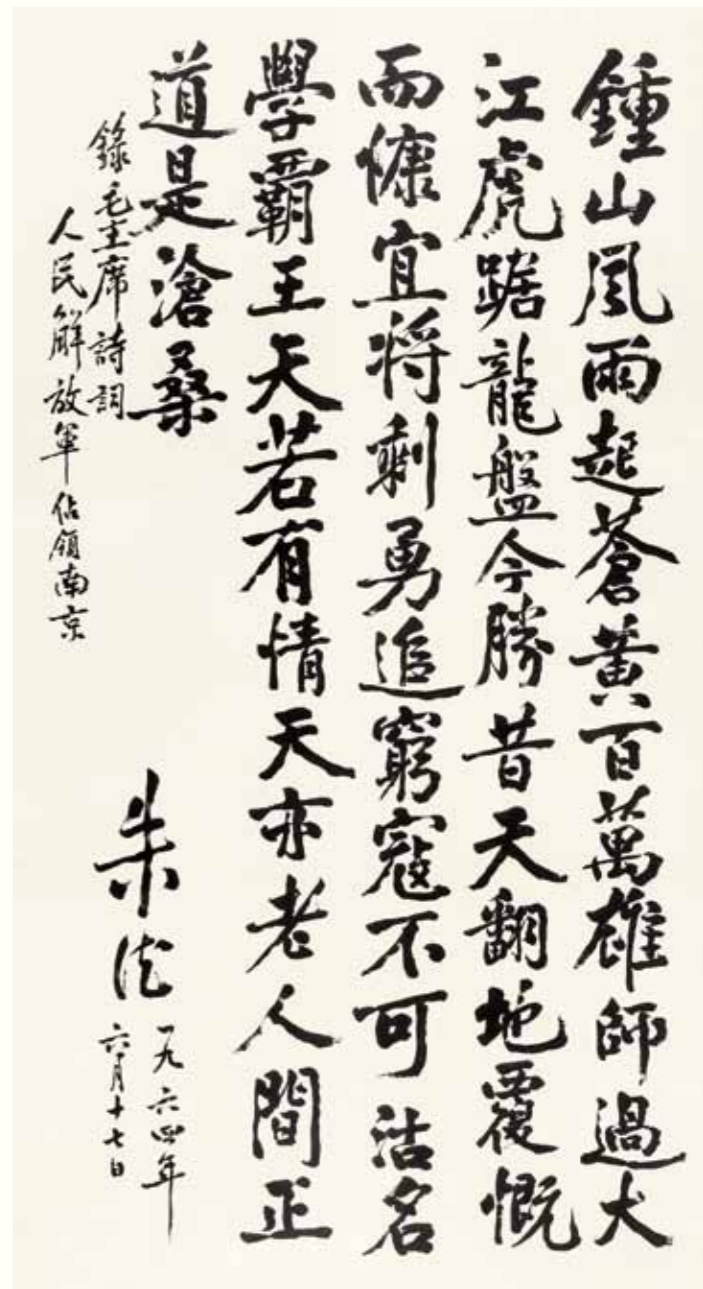 鍾山風雨起蒼黃百萬雄師過大
江虎踞龍盤今勝昔天翻地覆慨
而慷宜將剩勇追窮寇不可沽名
學霸王天若有情天亦老人間正
道是滄桑
錄毛主席詩詞
人民解放軍佔領南京
朱德
一九六四年
六月十七日